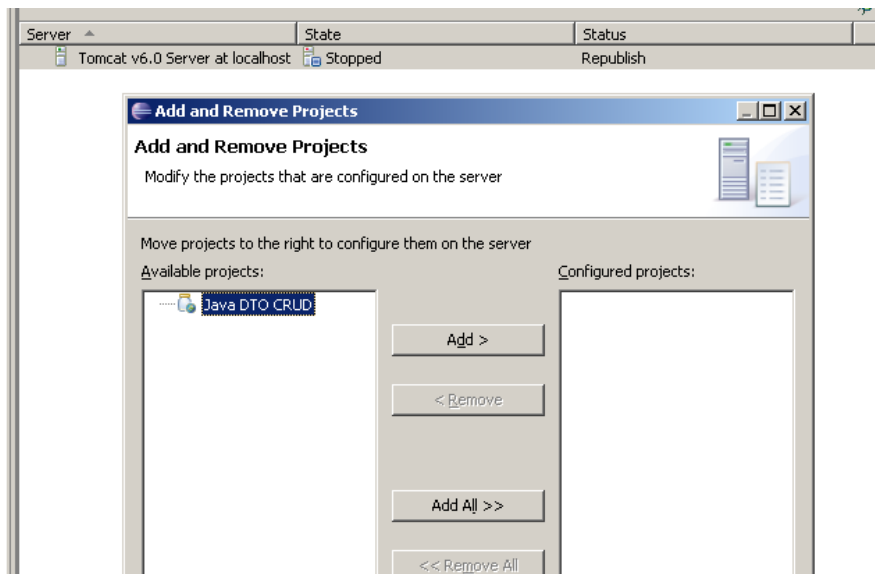 Server State Status
Tomcat v6.0 Server at localhost Stopped Republish
Add and Remove Projects
Add and Remove Projects
Modify the projects that are configured on the server
Move projects to the right to configure them on the server
Available projects: Configured projects:
Java DTO CRUD
Add >
< Remove
Add All >>
<< Remove All